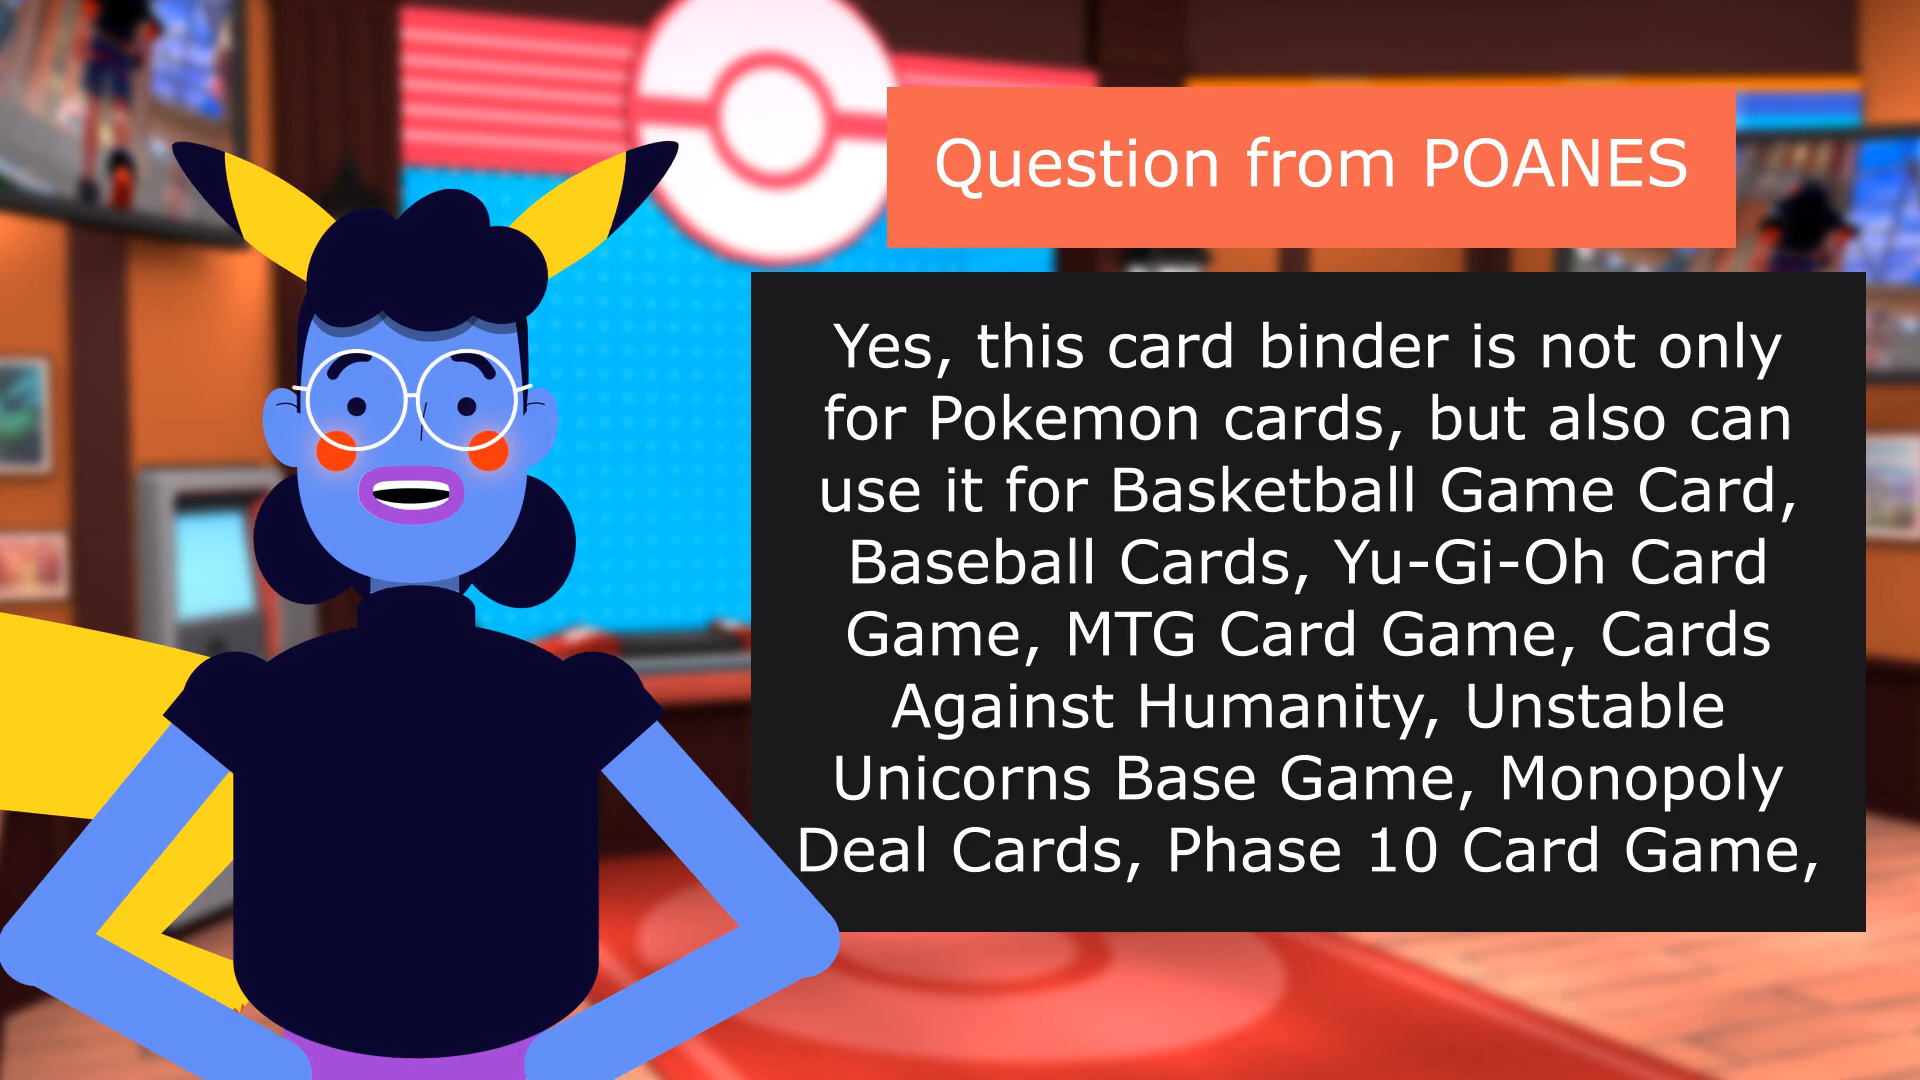 Question from POANES
Yes, this card binder is not only
for Pokemon cards, but also can
use it for Basketball Game Card,
Baseball Cards, Yu-Gi-Oh Card
Game, MTG Card Game, Cards
Against Humanity, Unstable
Unicorns Base Game, Monopoly
Deal Cards, Phase 10 Card Game,